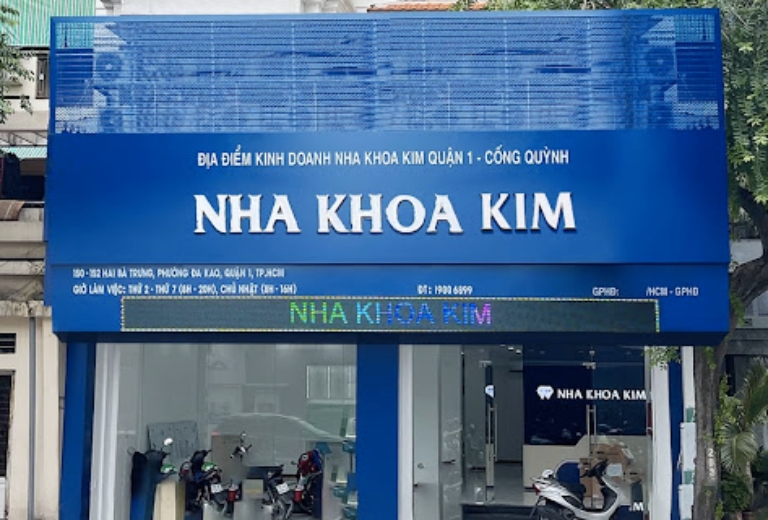 ĐỊA ĐIỂM KINH DOANH NHA KHOA KIM QUẬN 1 - CỐNG QUỲNH
NHA KHOA KIM
180 - 182 HAI BÀ TRƯNG, PHƯỜNG ĐA KAO, QUẬN 1, TP.HCM
GIỜ LÀM VIỆC: THỨ 2 - THỨ 7 (8H - 20H), CHỦ NHẬT (8H - 16H)
ĐT: 1900 6899
GPHĐ: /HCM - GPHĐ
NHA KHOA KIM
NHA KHOA KIM